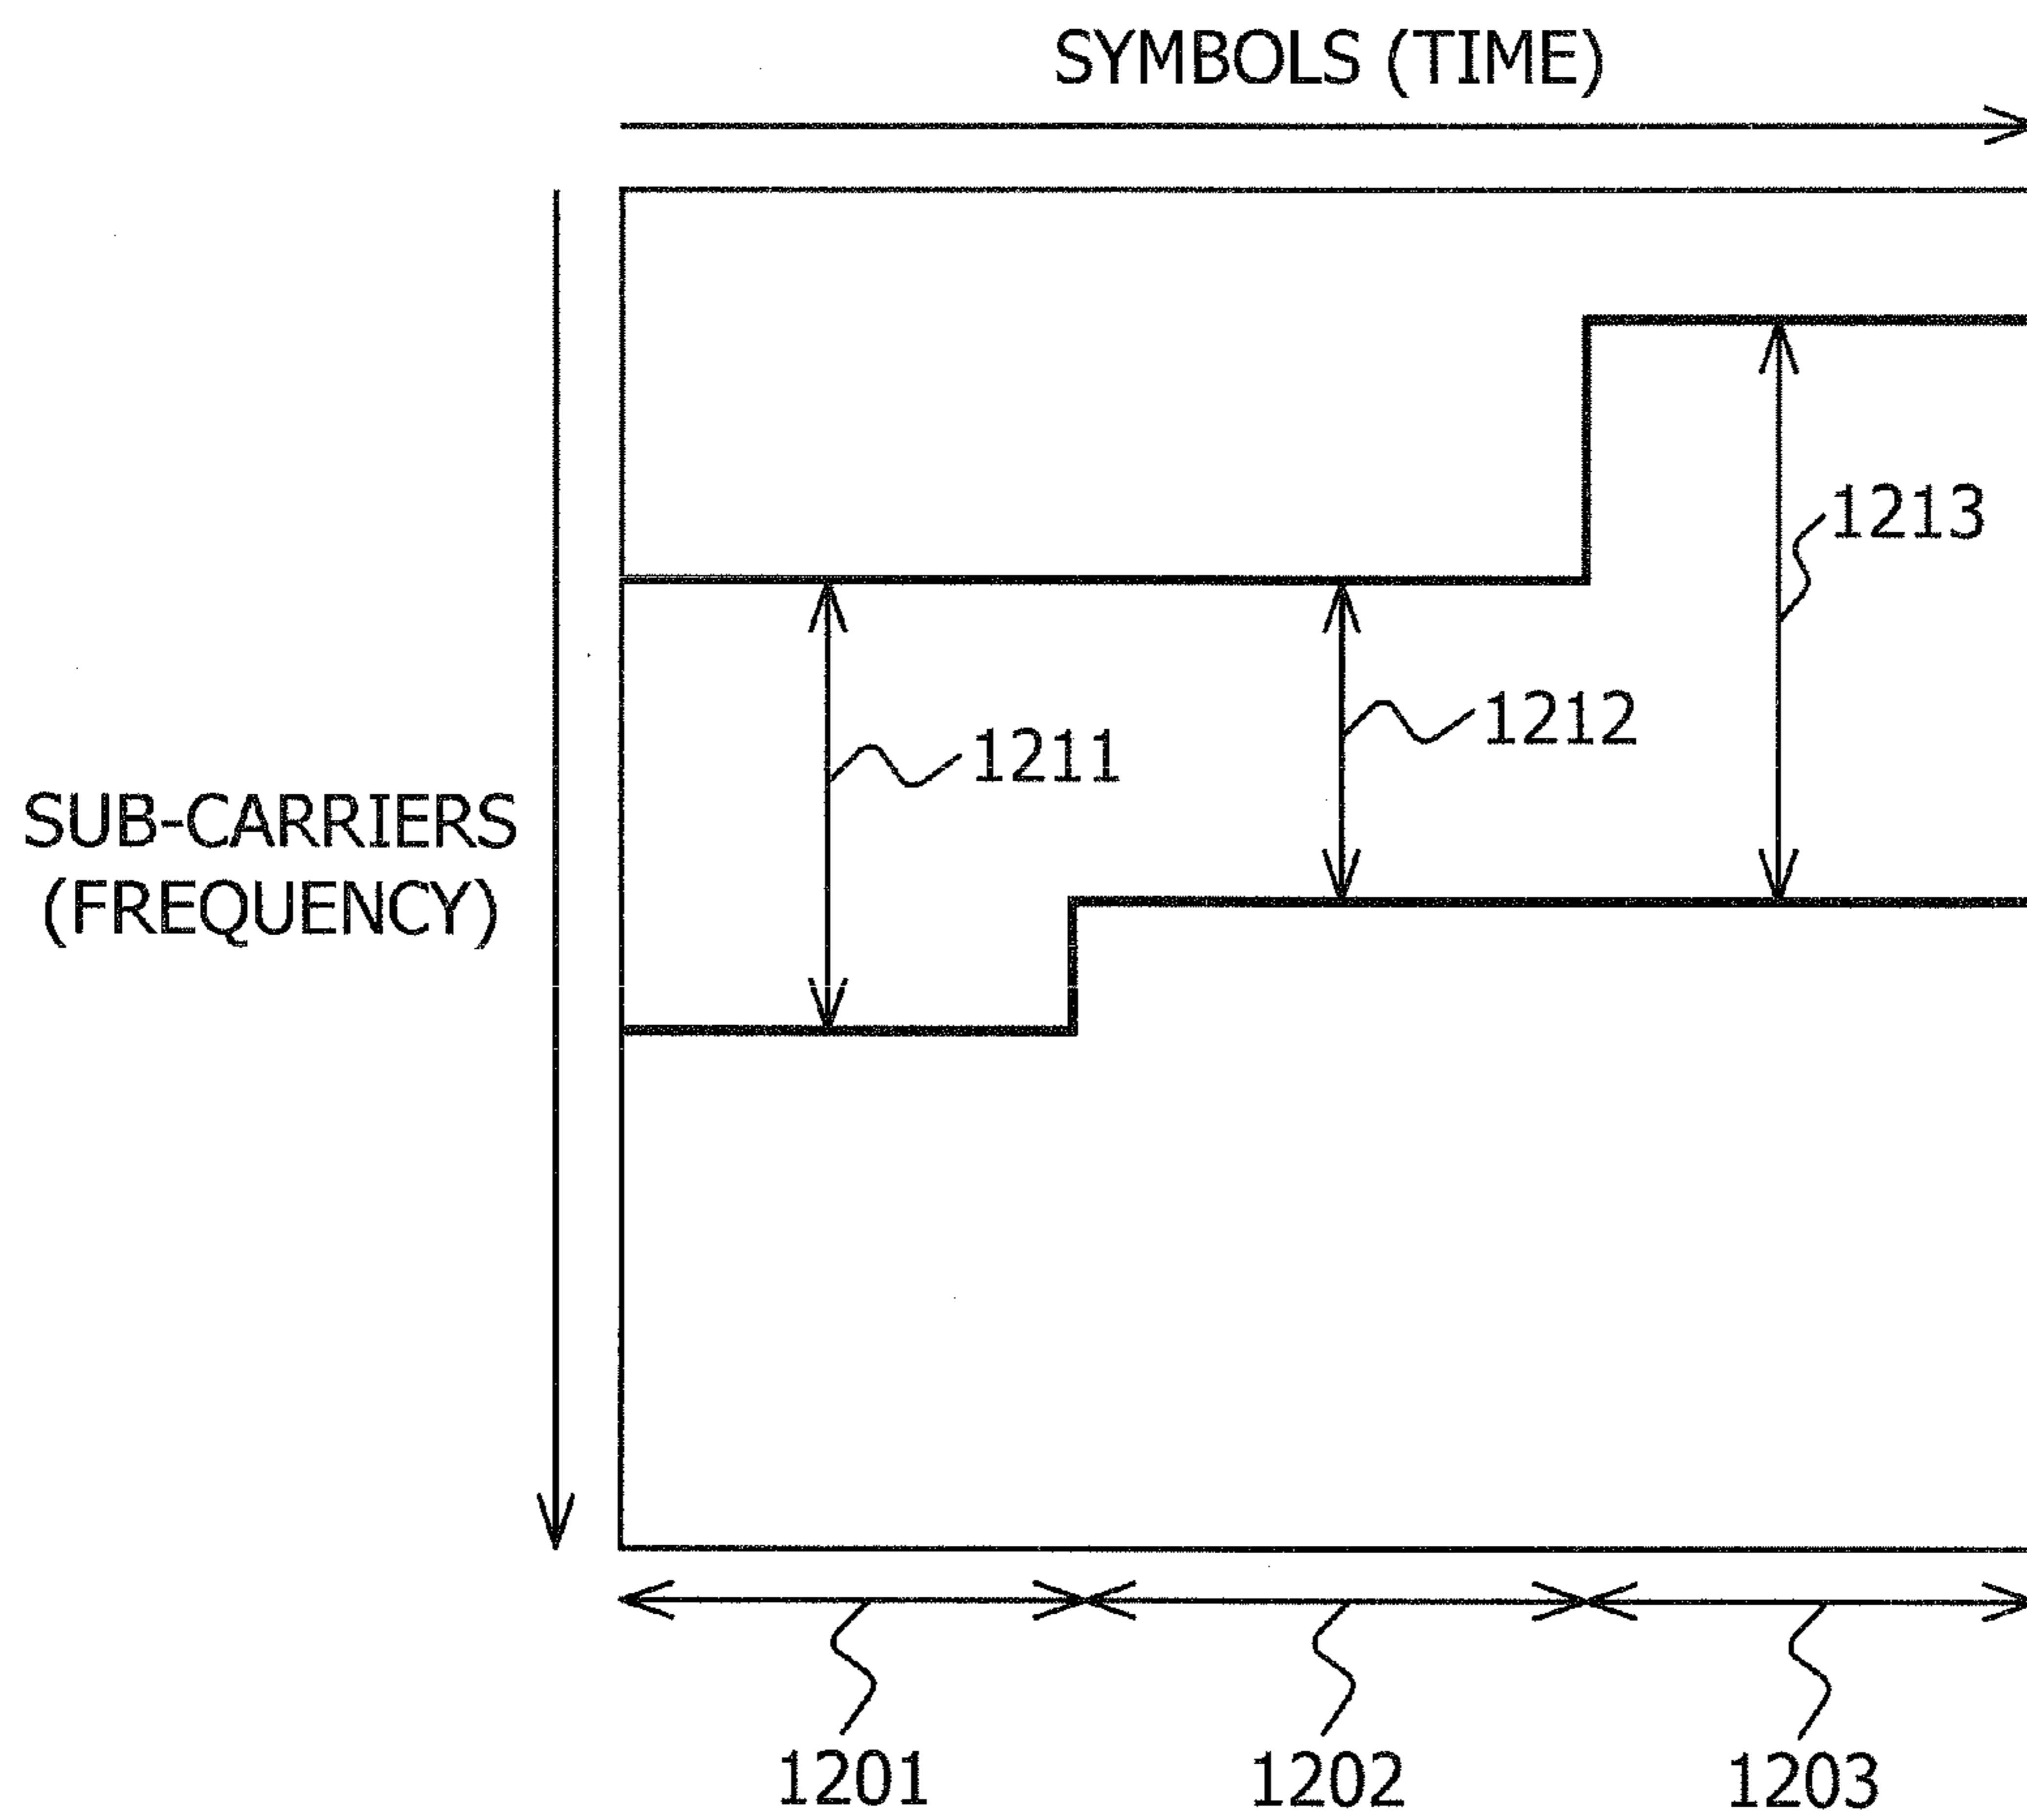 SYMBOLS (TIME)
1213
1212
1211
SUB-CARRIERS
(FREQUENCY)
1201
1202
1203